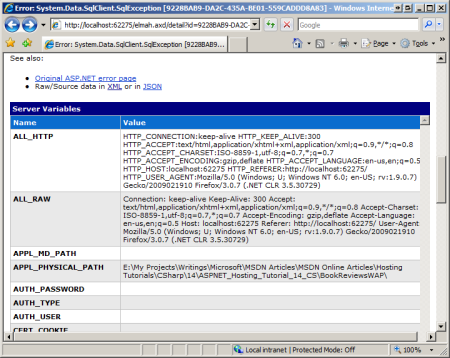 Error: System.Data.SqlClient.SqlException [922BBAB9-DA2C-435A-BE01-559CADDD8A83] - Windows Internet
http://localhost:62275/elmah.axd/detail?id=922BBAB9-DA2C-
Google
Error: System.Data.SqlClient.SqlException [922BBAB9...
Page
Tools
See also:
Original ASP.NET error page
Raw/Source data in XML or in JSON
Server Variables
Name Value
ALL_HTTP HTTP_CONNECTION:keep-alive HTTP_KEEP_ALIVE:300
HTTP_ACCEPT:text/html,application/xhtml+xml,application/xml;q=0.9,*/*;q=0.8
HTTP_ACCEPT_CHARSET:ISO-8859-1,utf-8;q=0.7,*;q=0.7
HTTP_ACCEPT_ENCODING:gzip,deflate HTTP_ACCEPT_LANGUAGE:en-us,en;q=0.5
HTTP_HOST:localhost:62275 HTTP_REFERER:http://localhost:62275/
HTTP_USER_AGENT:Mozilla/5.0 (Windows; U; Windows NT 6.0; en-US; rv:1.9.0.7)
Gecko/2009021910 Firefox/3.0.7 (.NET CLR 3.5.30729)
ALL_RAW Connection: keep-alive Keep-Alive: 300 Accept:
text/html,application/xhtml+xml,application/xml;q=0.9,*/*;q=0.8 Accept-Charset:
ISO-8859-1,utf-8;q=0.7,*;q=0.7 Accept-Encoding: gzip,deflate Accept-Language:
en-us,en;q=0.5 Host: localhost:62275 Referer: http://localhost:62275/ User-Agent
Mozilla/5.0 (Windows; U; Windows NT 6.0; en-US; rv:1.9.0.7) Gecko/2009021910
Firefox/3.0.7 (.NET CLR 3.5.30729)
APPL_MD_PATH
APPL_PHYSICAL_PATH E:\My Projects\Writings\Microsoft\MSDN Articles\MSDN Online Articles\Hosting
Tutorials\CSharp\14\ASPNET_Hosting_Tutorial_14_CS\BookReviewsWAP\
AUTH_PASSWORD
AUTH_TYPE
AUTH_USER
CERT_COOKIE
Local intranet | Protected Mode: Off
100%